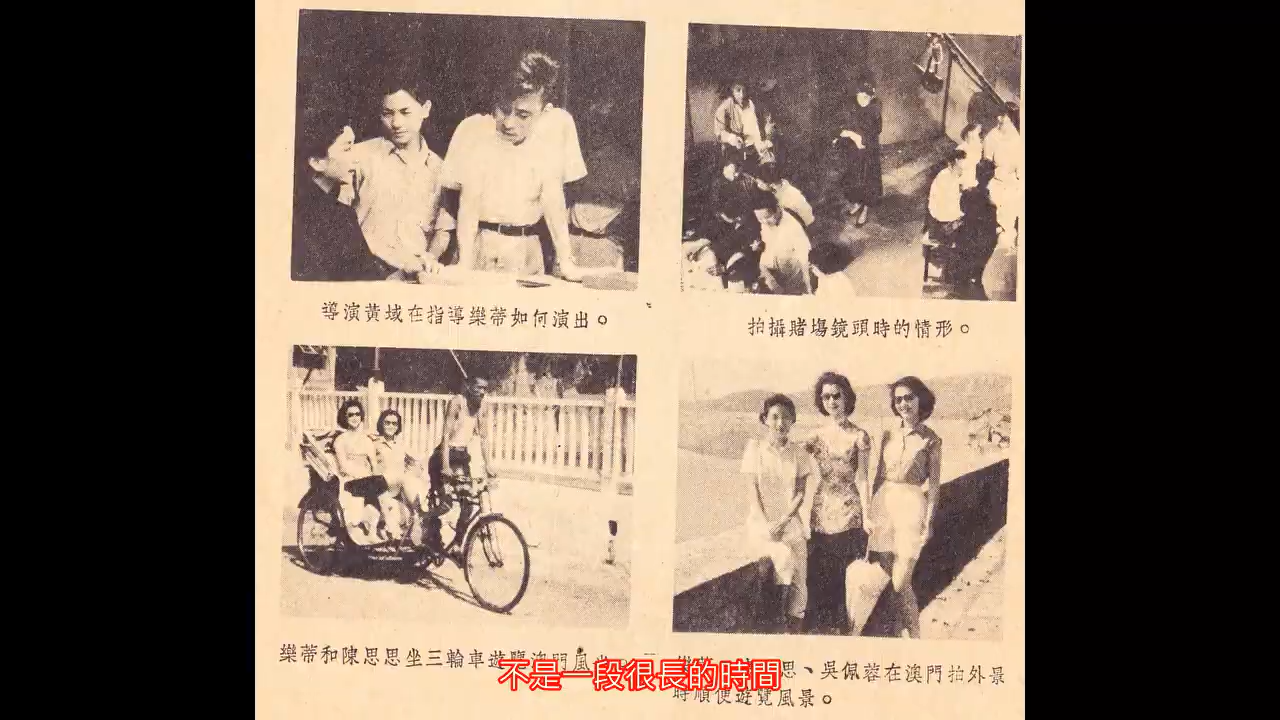 導演黃域在指導樂蒂如何演出。
拍攝賭場鏡頭時的情形。
樂蒂和陳思思坐三輪車遊覽澳門風
思、吳佩蓉在澳門拍外景
時順便遊覽風景。
不是一段很長的時間